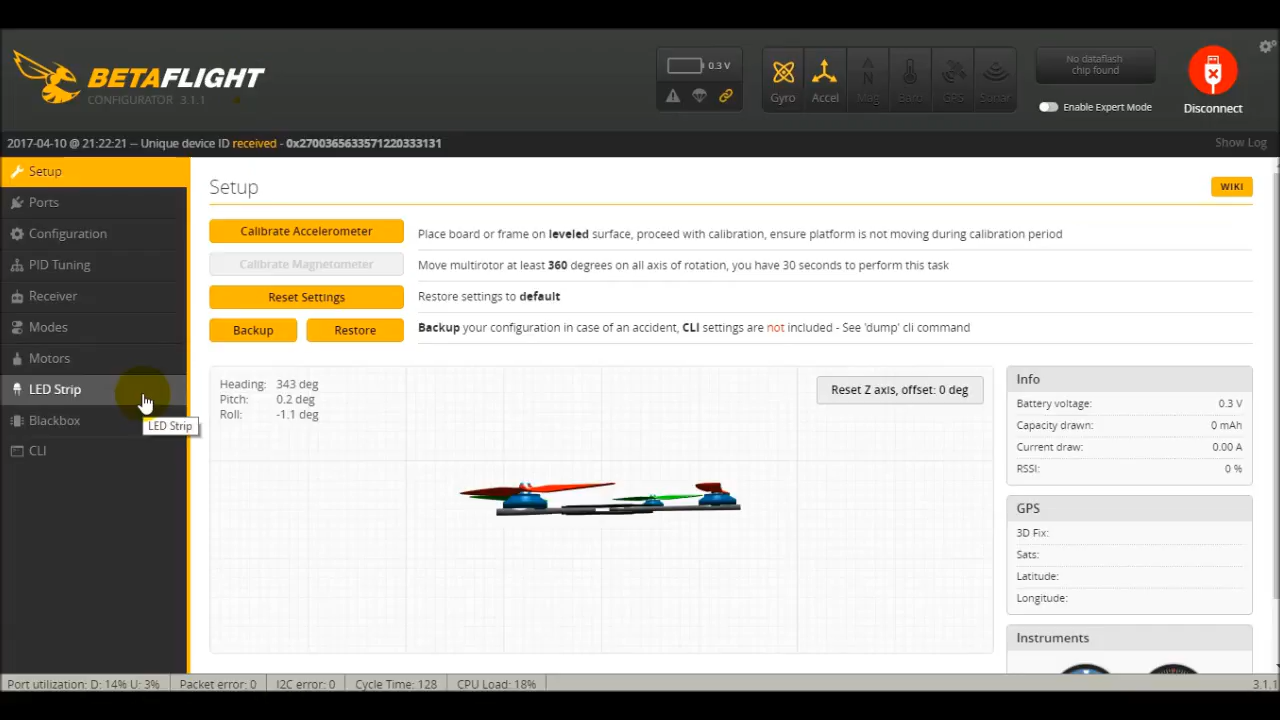 BETAFLIGHT
CONFIGURATOR 3.1.1
0.3 V
Gyro
Accel
Mag
Baro
GPS
Sonar
No dataflash
chip found
Enable Expert Mode
Disconnect
2017-04-10 @ 21:22:21 -- Unique device ID received - 0x2700365633571220333131
Show Log
Setup
Ports
Configuration
PID Tuning
Receiver
Modes
Motors
LED Strip
Blackbox
LED Strip
CLI
Setup
WIKI
Calibrate Accelerometer
Place board or frame on leveled surface, proceed with calibration, ensure platform is not moving during calibration period
Calibrate Magnetometer
Move multirotor at least 360 degrees on all axis of rotation, you have 30 seconds to perform this task
Reset Settings
Restore settings to default
Backup
Restore
Backup your configuration in case of an accident, CLI settings are not included - See 'dump' cli command
Heading: 343 deg
Pitch: 0.2 deg
Roll: -1.1 deg
Reset Z axis, offset: 0 deg
Info
Battery voltage: 0.3 V
Capacity drawn: 0 mAh
Current draw: 0.00 A
RSSI: 0 %
GPS
3D Fix:
Sats:
Latitude:
Longitude:
Instruments
Port utilization: D: 14% U: 3%
Packet error: 0
I2C error: 0
Cycle Time: 128
CPU Load: 18%
3.1.1